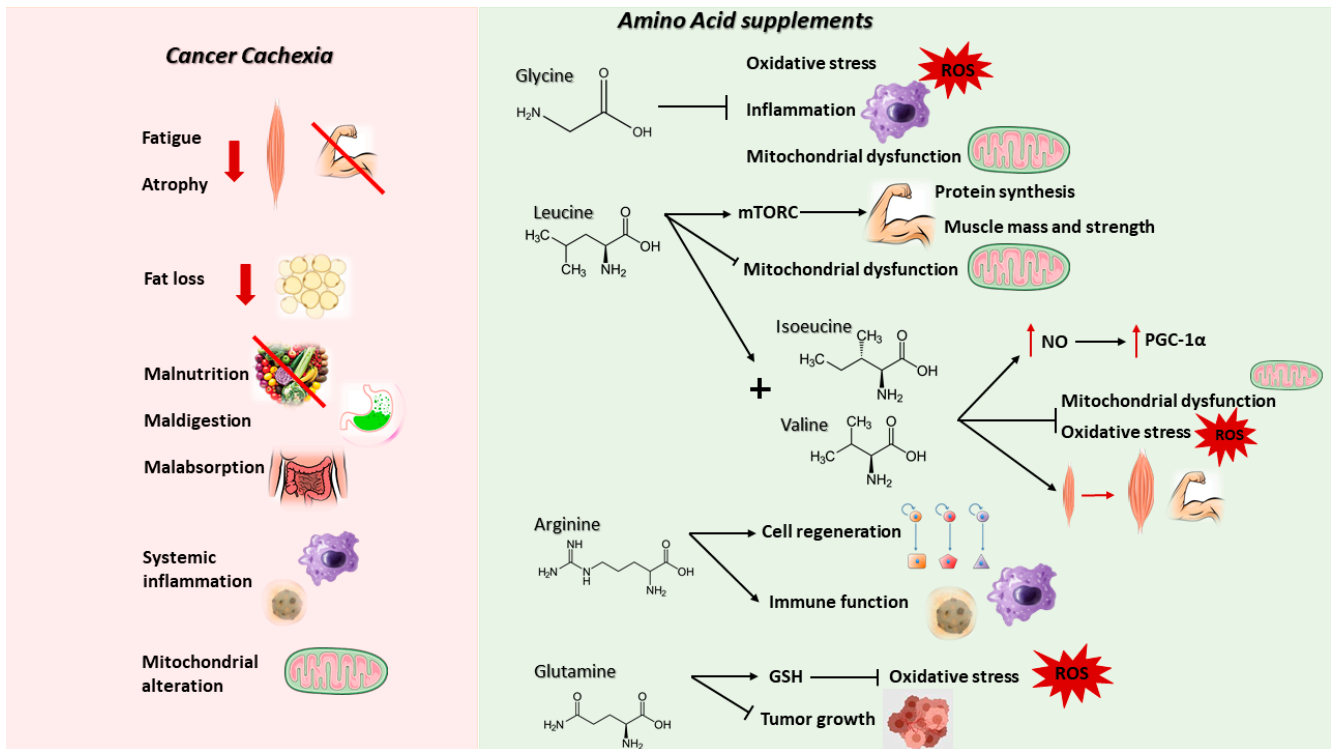 Cancer Cachexia
Fatigue
Atrophy
Fat loss
Malnutrition
Maldigestion
Malabsorption
Systemic
inflammation
Mitochondrial
alteration
Amino Acid supplements
Glycine
O
H₂N
OH
Oxidative stress
ROS
Inflammation
Mitochondrial dysfunction
Leucine
O
H₃C
OH
CH₃
NH₂
mTORC
Protein synthesis
Muscle mass and strength
Mitochondrial dysfunction
+
Isoeucine
CH₃
O
H₃C
OH
NH₂
Valine
CH₃
O
H₃C
OH
NH₂
NO
PGC-1α
Mitochondrial dysfunction
Oxidative stress
ROS
Arginine
NH
O
H₂N
N
H
OH
NH₂
Cell regeneration
Immune function
Glutamine
O
O
H₂N
OH
NH₂
GSH
Oxidative stress
ROS
Tumor growth